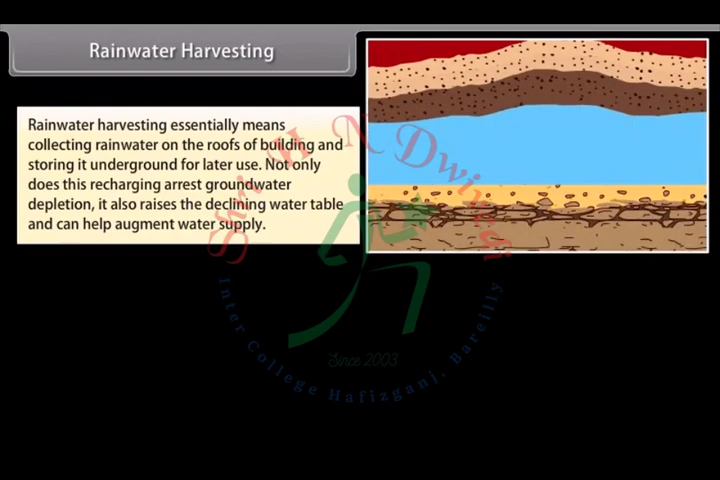 Rainwater Harvesting
Rainwater harvesting essentially means
collecting rainwater on the roofs of building and
storing it underground for later use. Not only
does this recharging arrest groundwater
depletion, it also raises the declining water table
and can help augment water supply.
Shri H N Dwivedi
Since 2003
Inter College Hafizganj, Bareilly